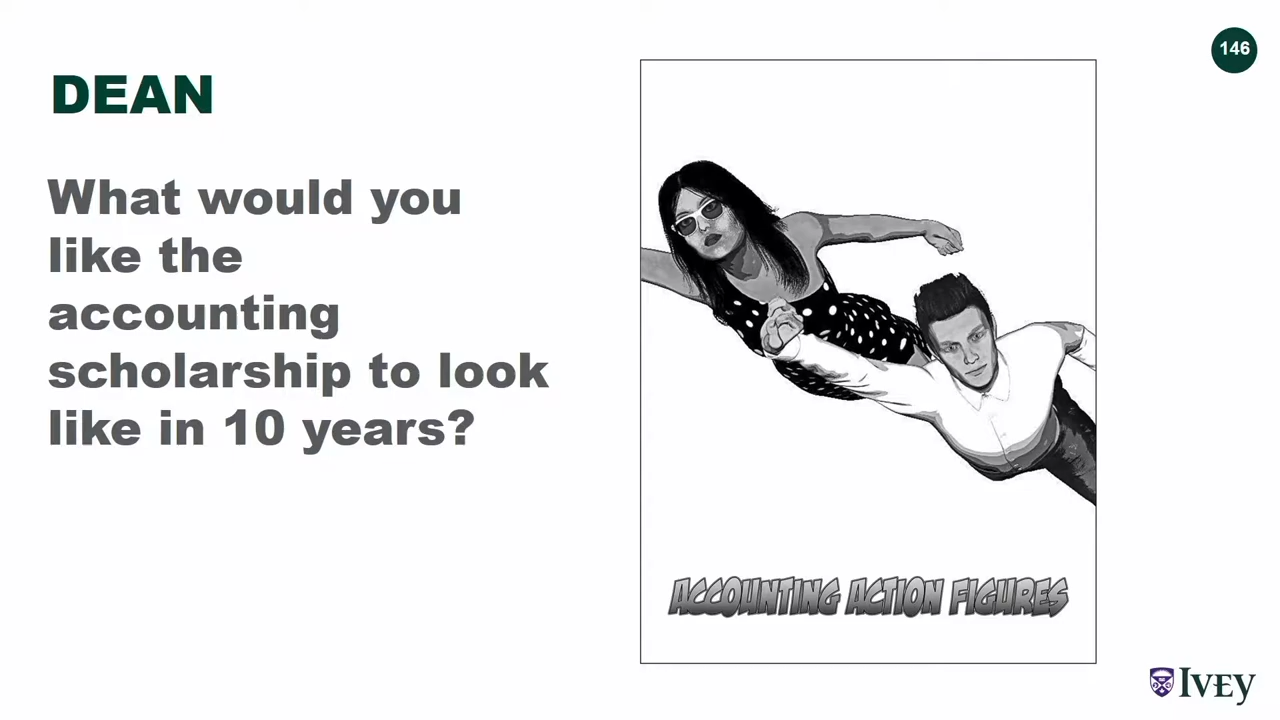 146
DEAN
What would you
like the
accounting
scholarship to look
like in 10 years?
ACCOUNTING ACTION FIGURES
IVEY